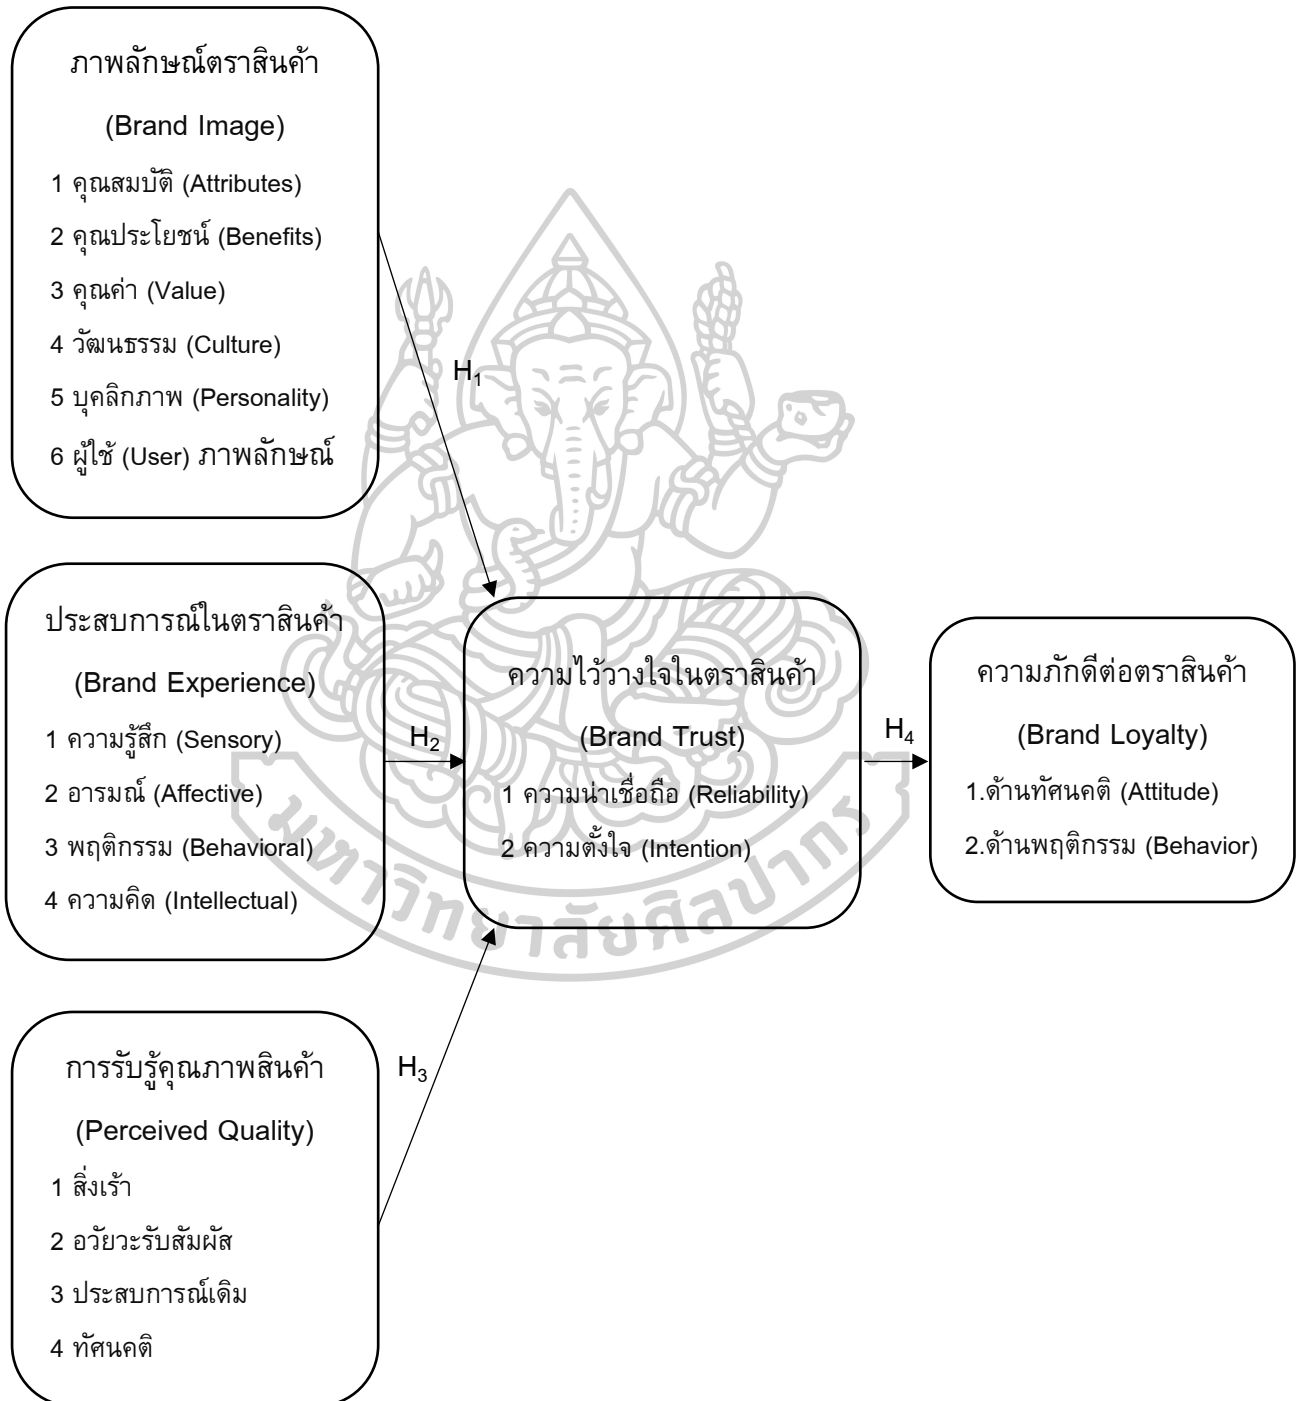 ภาพลักษณ์ตราสินค้า
(Brand Image)
1 คุณสมบัติ (Attributes)
2 คุณประโยชน์ (Benefits)
3 คุณค่า (Value)
4 วัฒนธรรม (Culture)
5 บุคลิกภาพ (Personality)
6 ผู้ใช้ (User) ภาพลักษณ์
H₁
ประสบการณ์ในตราสินค้า
(Brand Experience)
1 ความรู้สึก (Sensory)
2 อารมณ์ (Affective)
3 พฤติกรรม (Behavioral)
4 ความคิด (Intellectual)
H₂
ความไว้วางใจในตราสินค้า
(Brand Trust)
1 ความน่าเชื่อถือ (Reliability)
2 ความตั้งใจ (Intention)
H₄
ความภักดีต่อตราสินค้า
(Brand Loyalty)
1.ด้านทัศนคติ (Attitude)
2.ด้านพฤติกรรม (Behavior)
มหาวิทยาลัยศิลปากร
การรับรู้คุณภาพสินค้า
(Perceived Quality)
1 สิ่งเร้า
2 อวัยวะรับสัมผัส
3 ประสบการณ์เดิม
4 ทัศนคติ
H₃